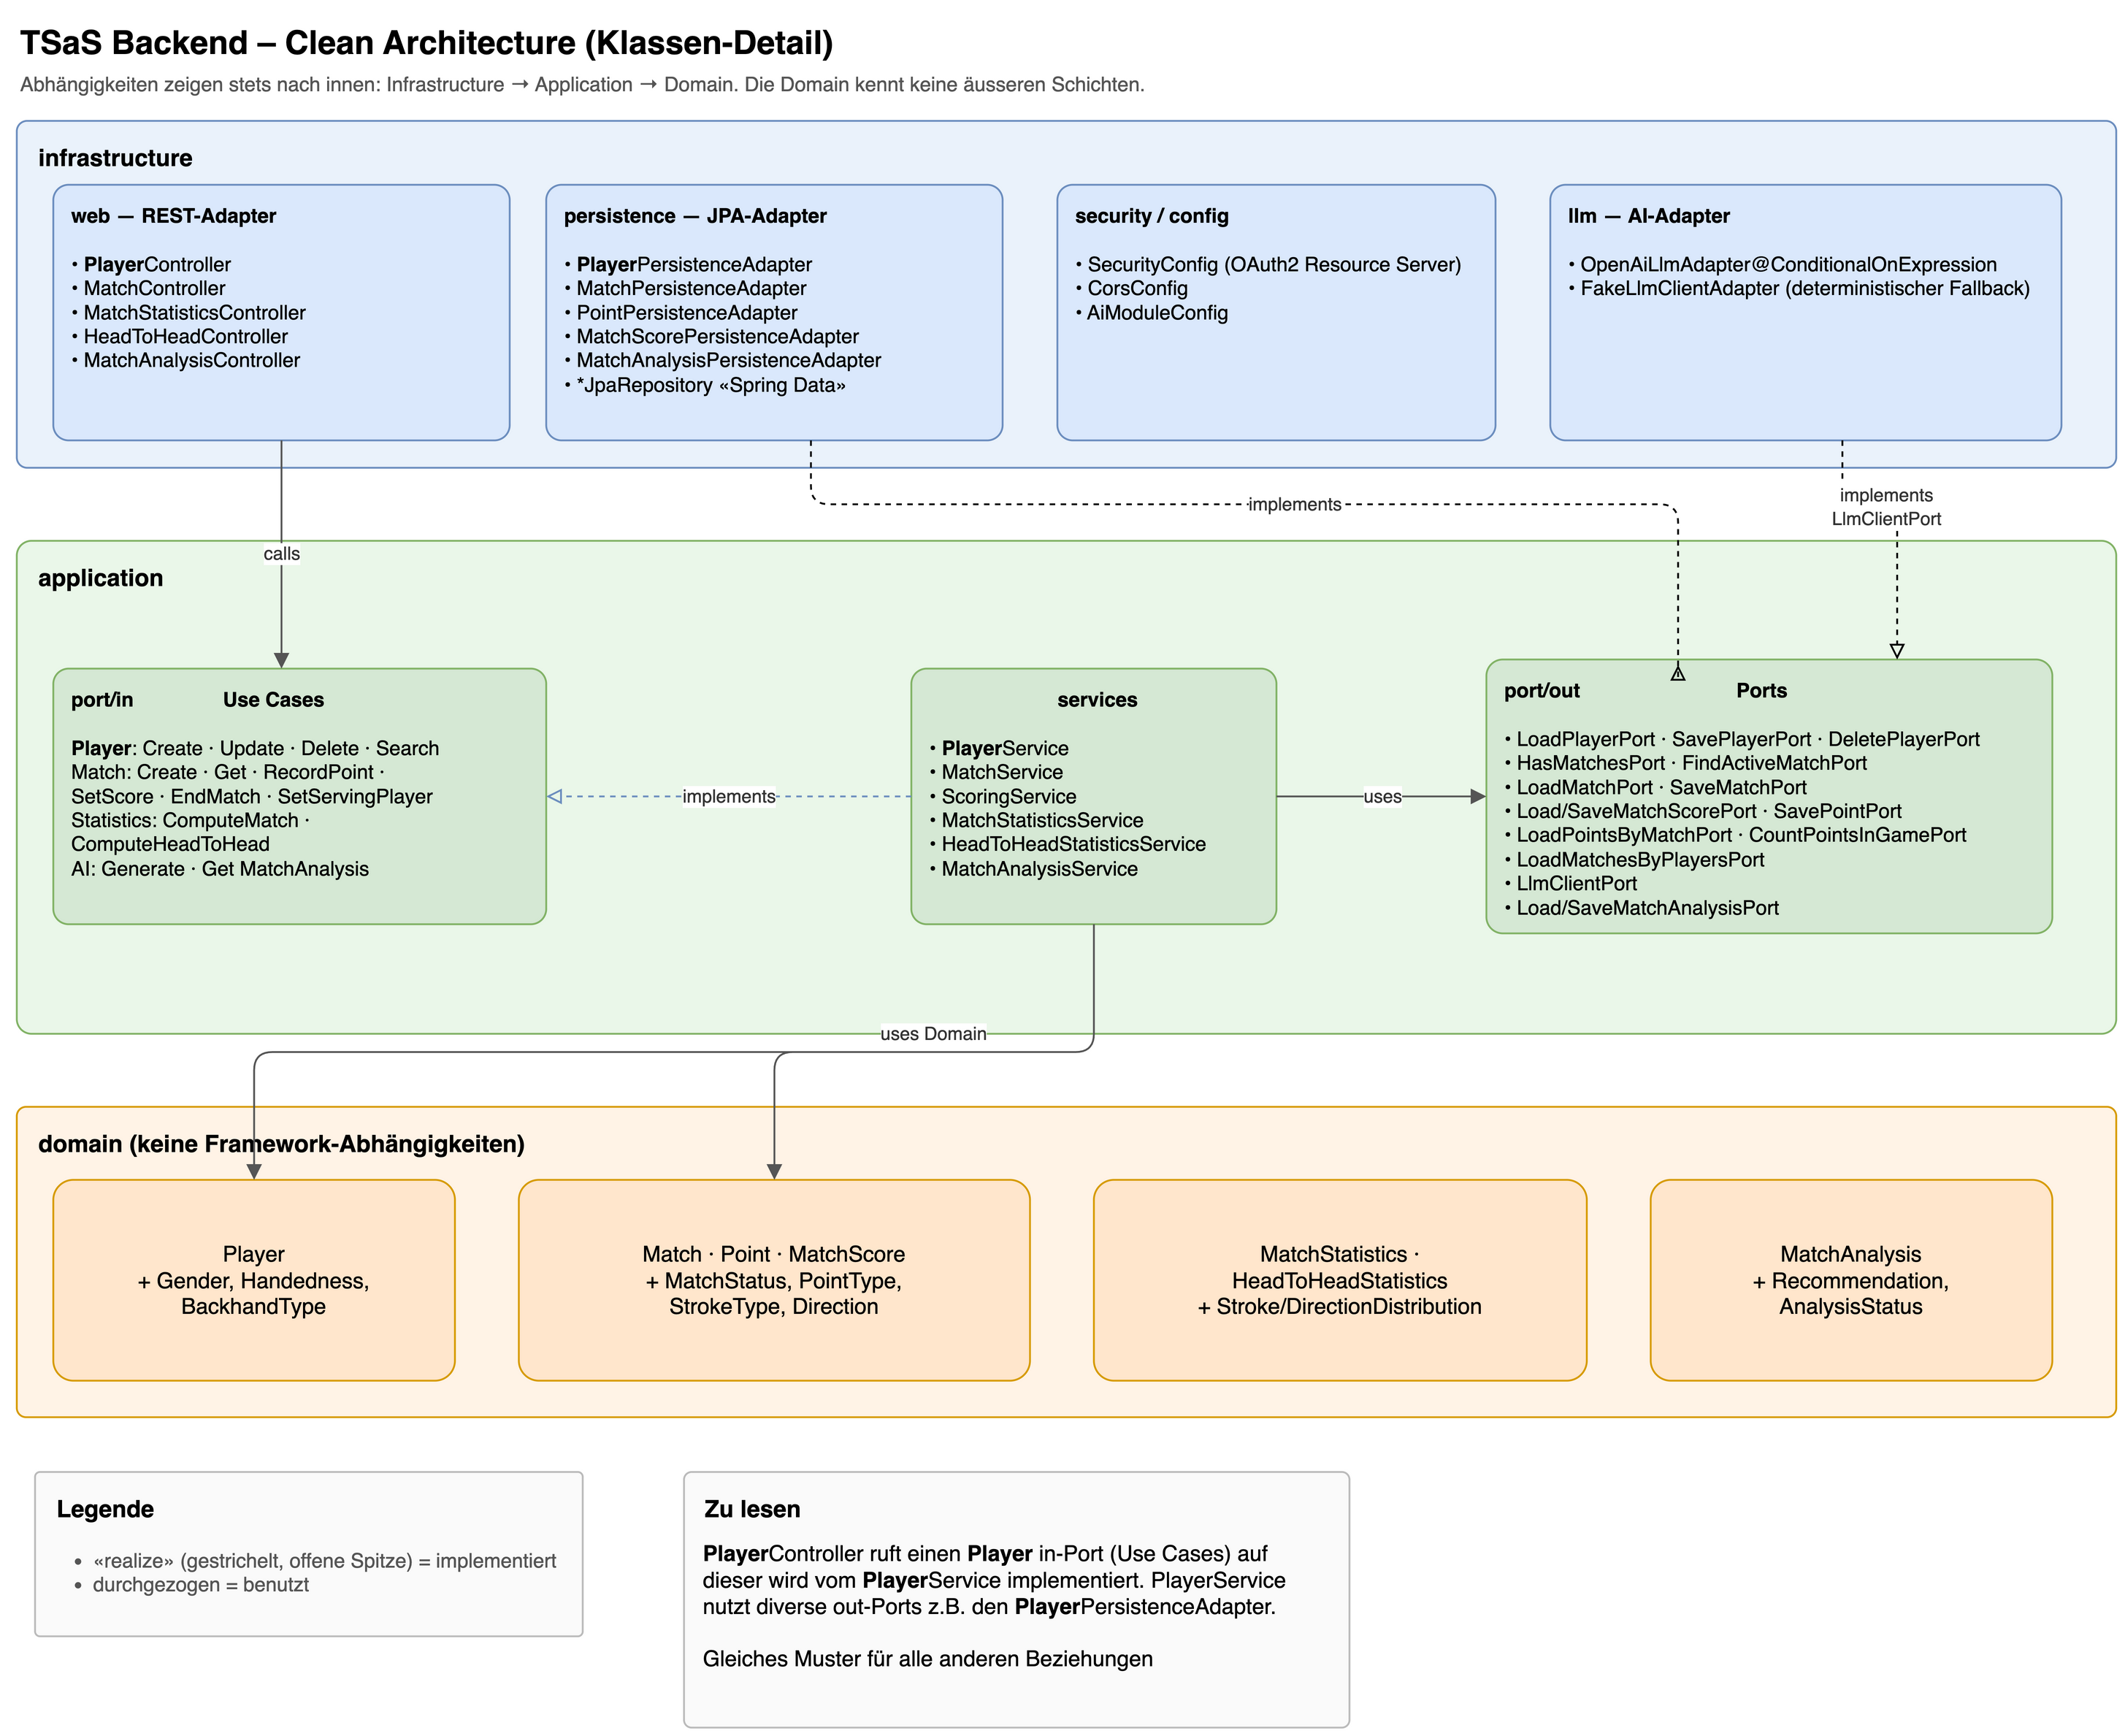 TSaS Backend – Clean Architecture (Klassen-Detail)
Abhängigkeiten zeigen stets nach innen: Infrastructure → Application → Domain. Die Domain kennt keine äusseren Schichten.
infrastructure
web — REST-Adapter
• PlayerController
• MatchController
• MatchStatisticsController
• HeadToHeadController
• MatchAnalysisController
persistence — JPA-Adapter
• PlayerPersistenceAdapter
• MatchPersistenceAdapter
• PointPersistenceAdapter
• MatchScorePersistenceAdapter
• MatchAnalysisPersistenceAdapter
• *JpaRepository «Spring Data»
security / config
• SecurityConfig (OAuth2 Resource Server)
• CorsConfig
• AiModuleConfig
llm — AI-Adapter
• OpenAiLlmAdapter@ConditionalOnExpression
• FakeLlmClientAdapter (deterministischer Fallback)
implements
implements
LlmClientPort
calls
application
port/in Use Cases
Player: Create · Update · Delete · Search
Match: Create · Get · RecordPoint ·
SetScore · EndMatch · SetServingPlayer
Statistics: ComputeMatch ·
ComputeHeadToHead
AI: Generate · Get MatchAnalysis
implements
services
• PlayerService
• MatchService
• ScoringService
• MatchStatisticsService
• HeadToHeadStatisticsService
• MatchAnalysisService
uses
port/out Ports
• LoadPlayerPort · SavePlayerPort · DeletePlayerPort
• HasMatchesPort · FindActiveMatchPort
• LoadMatchPort · SaveMatchPort
• Load/SaveMatchScorePort · SavePointPort
• LoadPointsByMatchPort · CountPointsInGamePort
• LoadMatchesByPlayersPort
• LlmClientPort
• Load/SaveMatchAnalysisPort
uses Domain
domain (keine Framework-Abhängigkeiten)
Player
+ Gender, Handedness,
BackhandType
Match · Point · MatchScore
+ MatchStatus, PointType,
StrokeType, Direction
MatchStatistics ·
HeadToHeadStatistics
+ Stroke/DirectionDistribution
MatchAnalysis
+ Recommendation,
AnalysisStatus
Legende
• «realize» (gestrichelt, offene Spitze) = implementiert
• durchgezogen = benutzt
Zu lesen
PlayerController ruft einen Player in-Port (Use Cases) auf
dieser wird vom PlayerService implementiert. PlayerService
nutzt diverse out-Ports z.B. den PlayerPersistenceAdapter.
Gleiches Muster für alle anderen Beziehungen